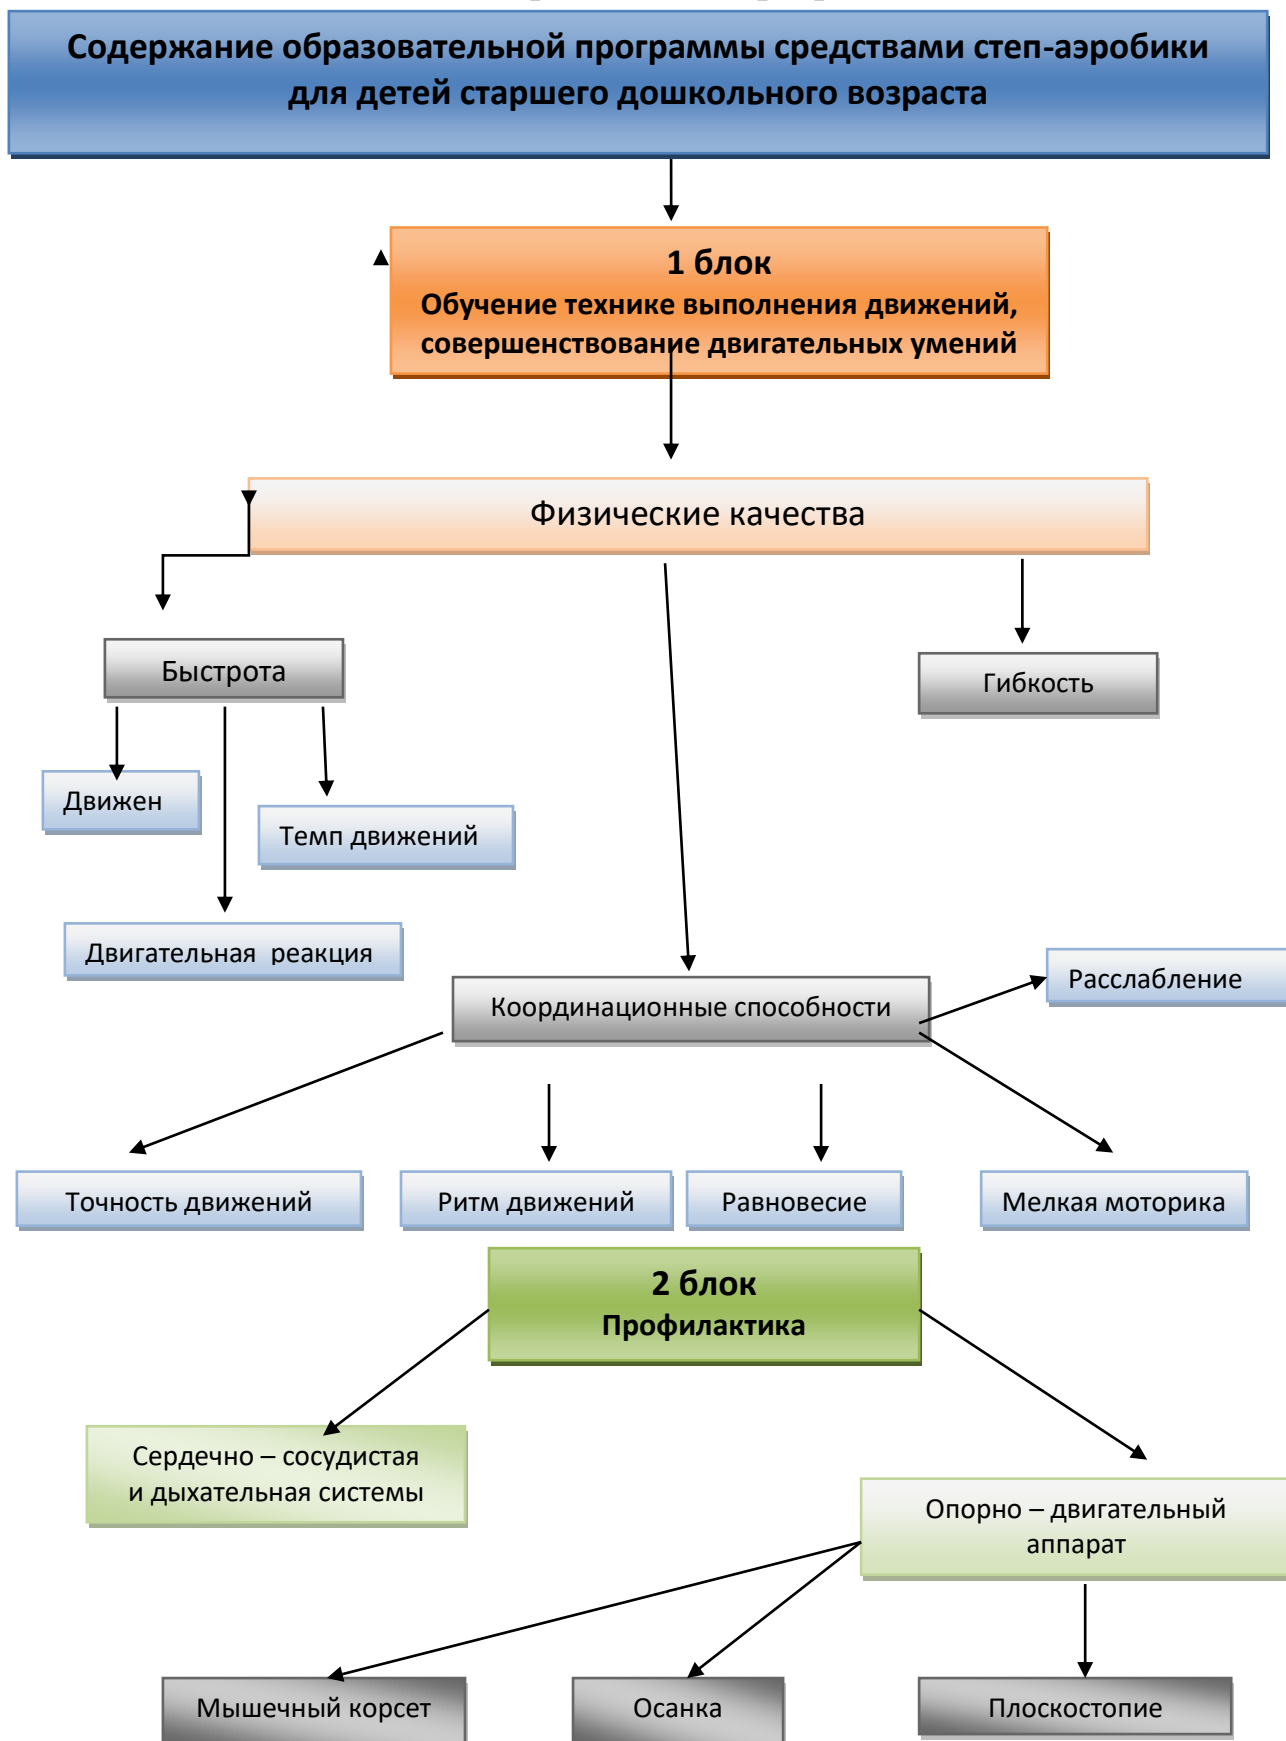 Содержание образовательной программы средствами степ-аэробики
для детей старшего дошкольного возраста
1 блок
Обучение технике выполнения движений,
совершенствование двигательных умений
Физические качества
Быстрота
Гибкость
Движен
Темп движений
Двигательная реакция
Расслабление
Координационные способности
Точность движений
Ритм движений
Равновесие
Мелкая моторика
2 блок
Профилактика
Сердечно – сосудистая
и дыхательная системы
Опорно – двигательный
аппарат
Мышечный корсет
Осанка
Плоскостопие